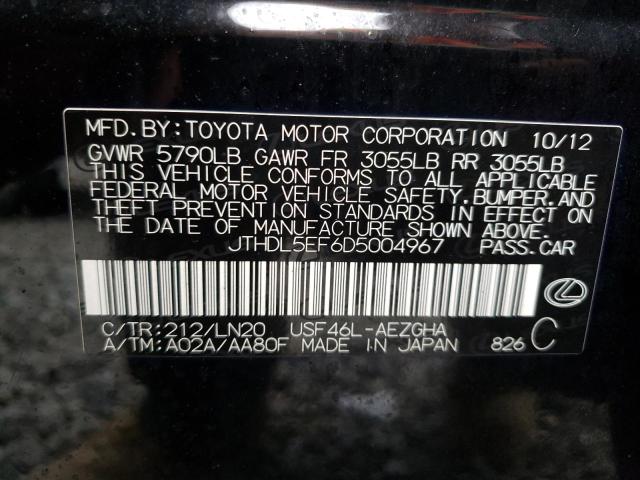 MFD.BY:TOYOTA MOTOR CORPORATION 10/12
GVWR 5790LB GAWR FR 3055LB RR 3055LB
THIS VEHICLE CONFORMS TO ALL APPLICABLE
FEDERAL MOTOR VEHICLE SAFETY,BUMPER,AND
THEFT PREVENTION STANDARDS IN EFFECT ON
THE DATE OF MANUFACTURE SHOWN ABOVE.
JTHDL5EF6D5004967 PASS.CAR
C/TR:212/LN20 USF46L-AEZGHA
A/TM:A02A/AA80F MADE IN JAPAN 826 C